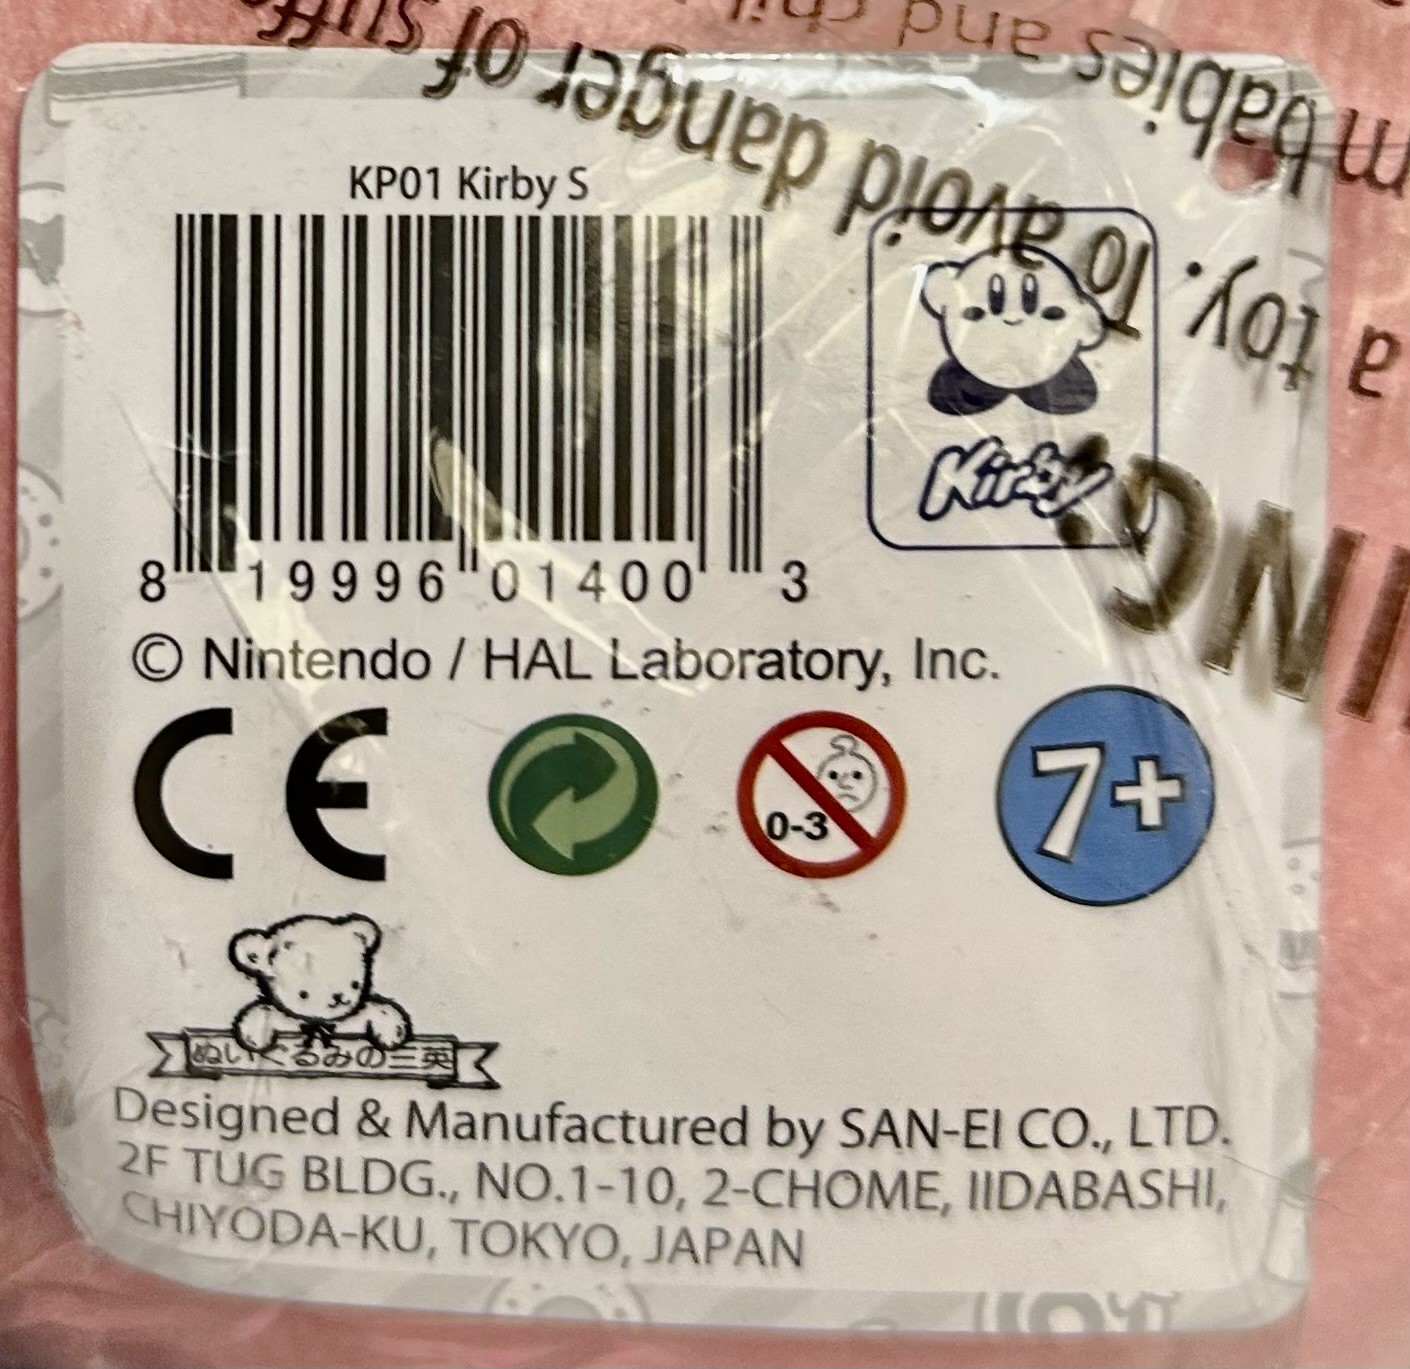 suffo
to avoid danger of
babies and chil
a toy.
ING:
KP01 Kirby S
8 19996 01400 3
Kirby
© Nintendo / HAL Laboratory, Inc.
CE
0-3
7+
ぬいぐるみの三英
Designed & Manufactured by SAN-EI CO., LTD.
2F TUG BLDG., NO.1-10, 2-CHOME, IIDABASHI,
CHIYODA-KU, TOKYO, JAPAN